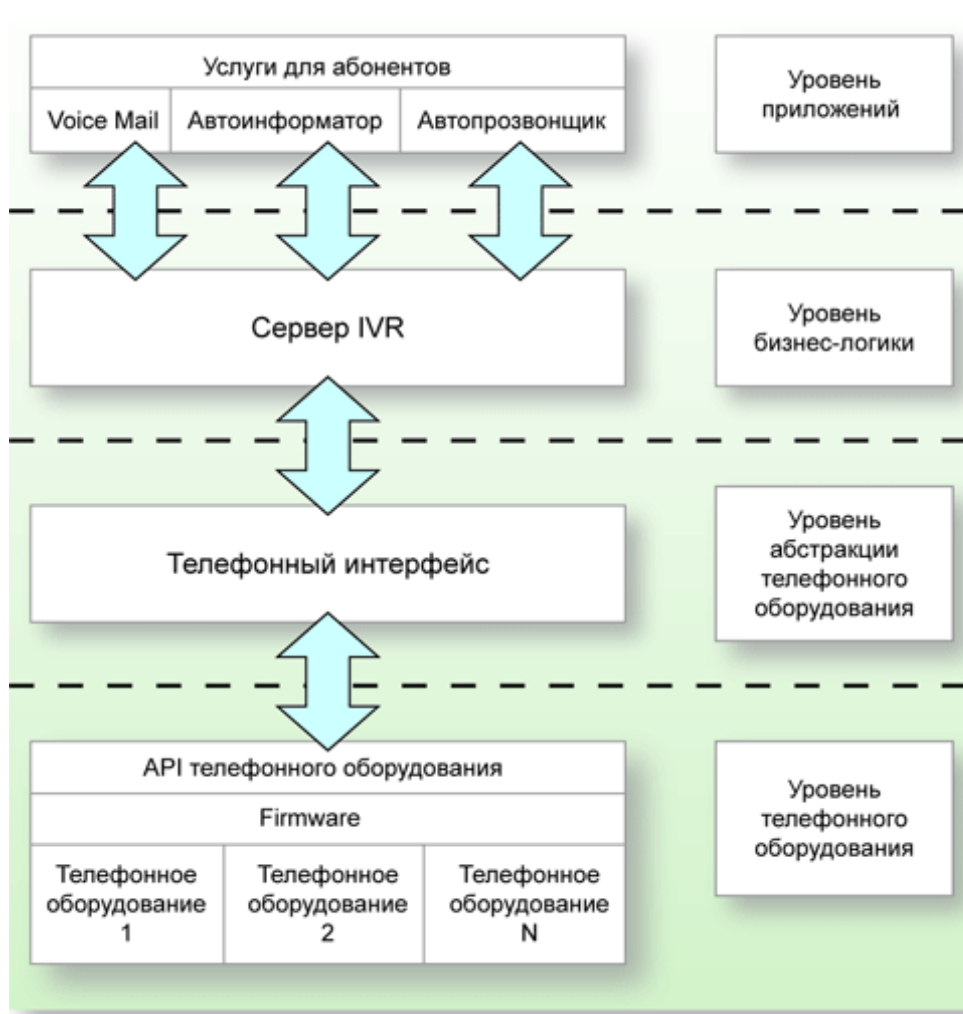 Услуги для абонентов
Voice Mail
Автоинформатор
Автопрозвонщик
Уровень
приложений
Сервер IVR
Уровень
бизнес-логики
Телефонный интерфейс
Уровень
абстракции
телефонного
оборудования
API телефонного оборудования
Firmware
Телефонное
оборудование
1
Телефонное
оборудование
2
Телефонное
оборудование
N
Уровень
телефонного
оборудования